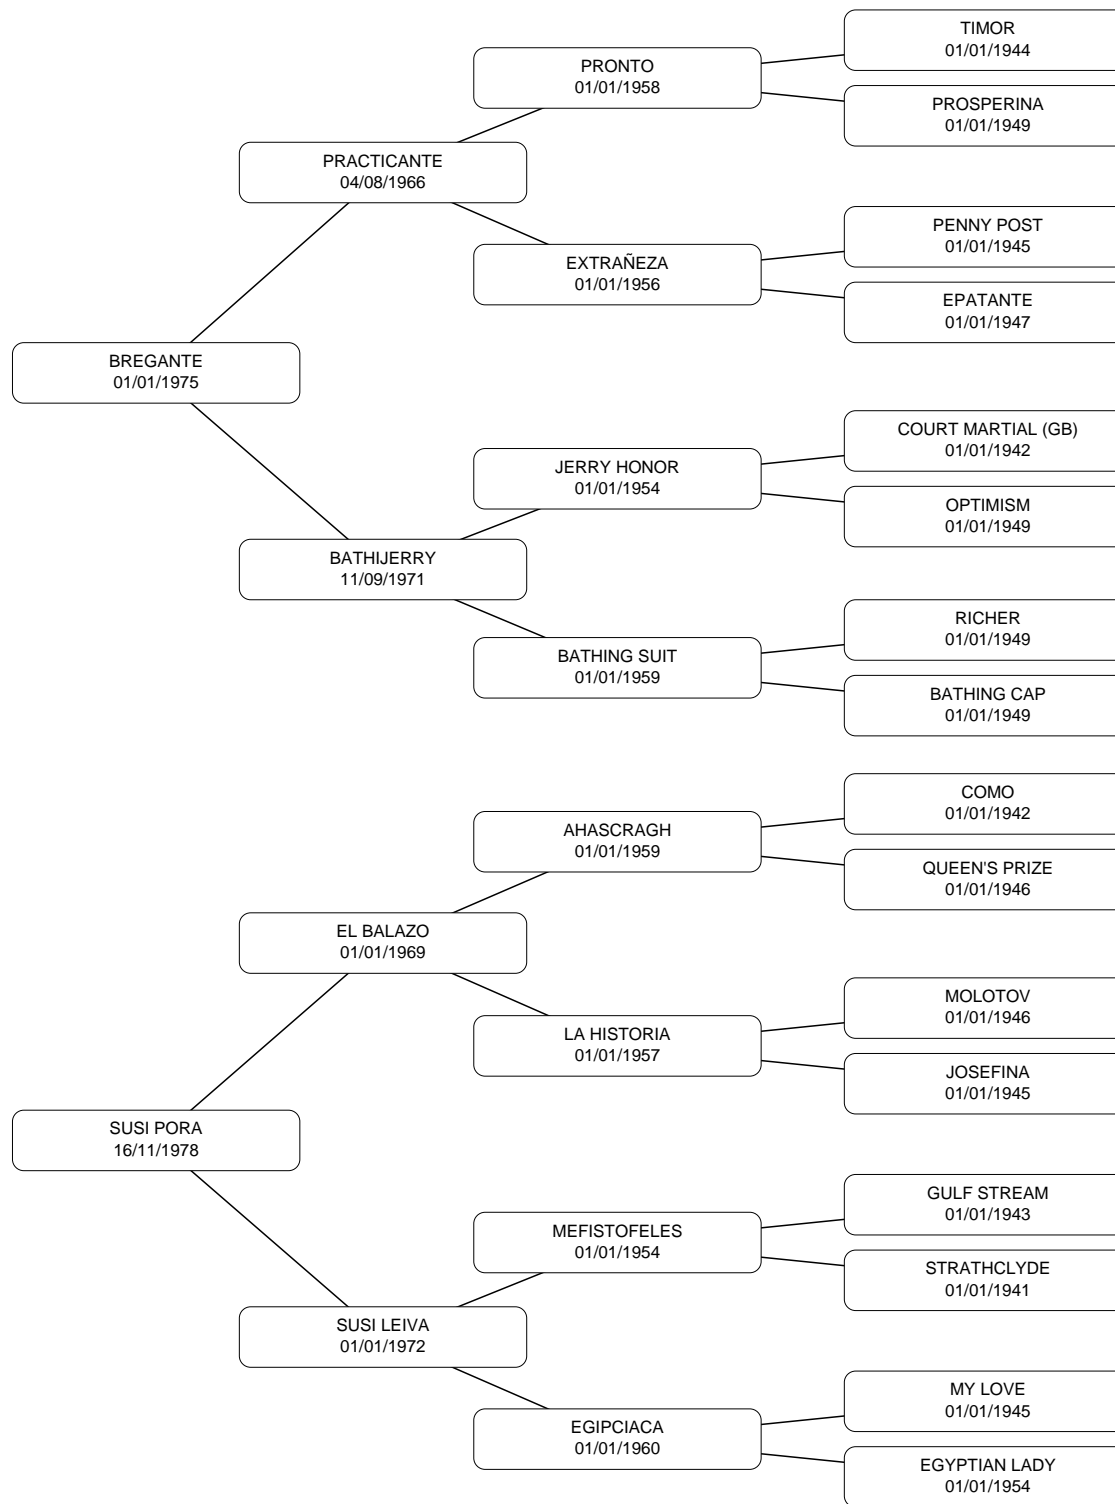 TIMOR
01/01/1944
PRONTO
01/01/1958
PROSPERINA
01/01/1949
PRACTICANTE
04/08/1966
PENNY POST
01/01/1945
EXTRAÑEZA
01/01/1956
EPATANTE
01/01/1947
BREGANTE
01/01/1975
COURT MARTIAL (GB)
01/01/1942
JERRY HONOR
01/01/1954
OPTIMISM
01/01/1949
BATHIJERRY
11/09/1971
RICHER
01/01/1949
BATHING SUIT
01/01/1959
BATHING CAP
01/01/1949
COMO
01/01/1942
AHASCRAGH
01/01/1959
QUEEN'S PRIZE
01/01/1946
EL BALAZO
01/01/1969
MOLOTOV
01/01/1946
LA HISTORIA
01/01/1957
JOSEFINA
01/01/1945
SUSI PORA
16/11/1978
GULF STREAM
01/01/1943
MEFISTOFELES
01/01/1954
STRATHCLYDE
01/01/1941
SUSI LEIVA
01/01/1972
MY LOVE
01/01/1945
EGIPCIACA
01/01/1960
EGYPTIAN LADY
01/01/1954